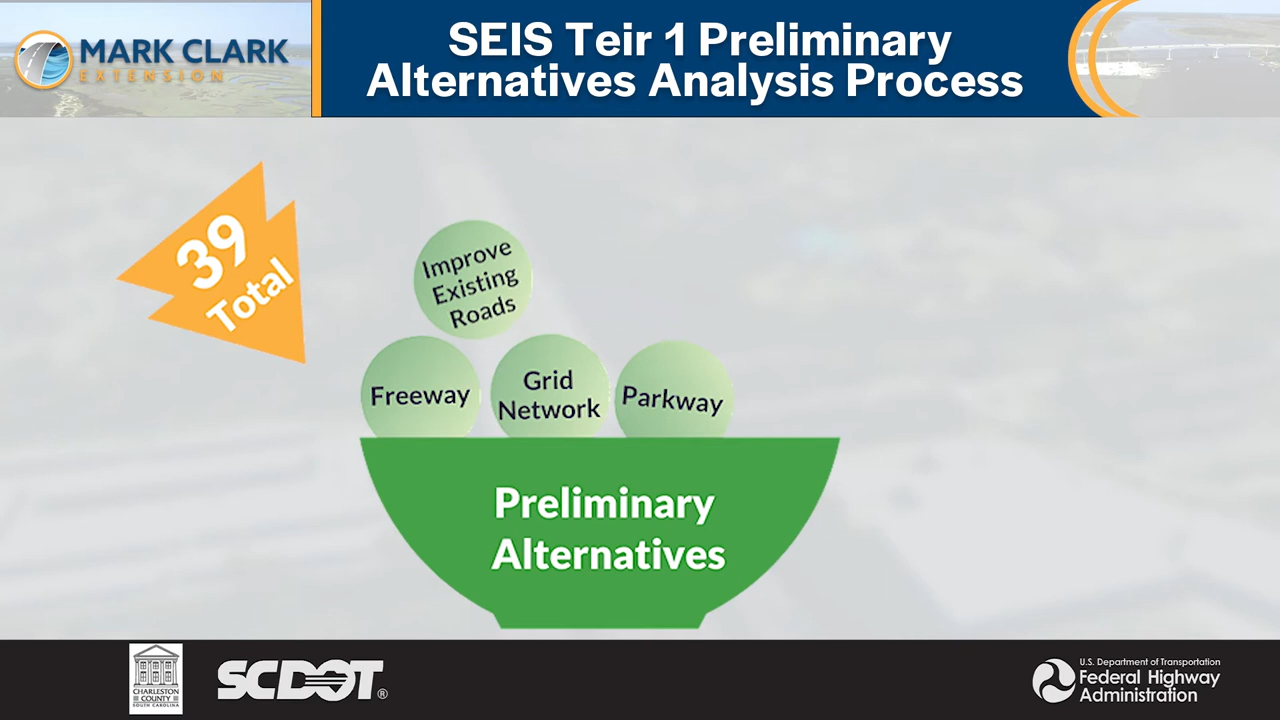 MARK CLARK
EXTENSION
SEIS Teir 1 Preliminary
Alternatives Analysis Process
39
Total
Improve
Existing
Roads
Freeway
Grid
Network
Parkway
Preliminary
Alternatives
CHARLESTON
COUNTY
SOUTH CAROLINA
SCDOT®
U.S. Department of Transportation
Federal Highway
Administration